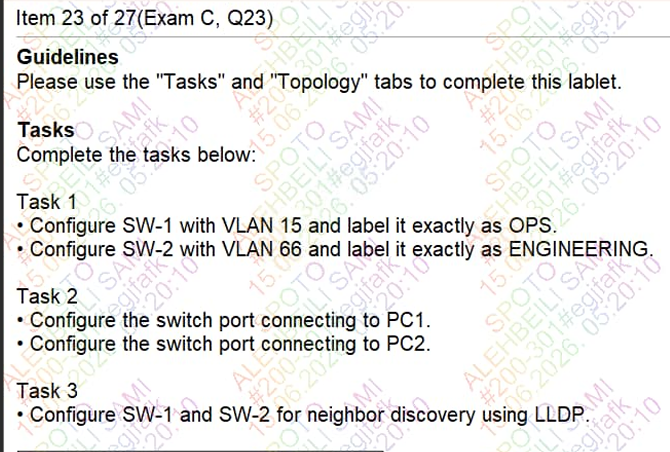 Item 23 of 27(Exam C, Q23)
Guidelines
Please use the "Tasks" and "Topology" tabs to complete this lablet.
Tasks
Complete the tasks below:
Task 1
• Configure SW-1 with VLAN 15 and label it exactly as OPS.
• Configure SW-2 with VLAN 66 and label it exactly as ENGINEERING.
Task 2
• Configure the switch port connecting to PC1.
• Configure the switch port connecting to PC2.
Task 3
• Configure SW-1 and SW-2 for neighbor discovery using LLDP.